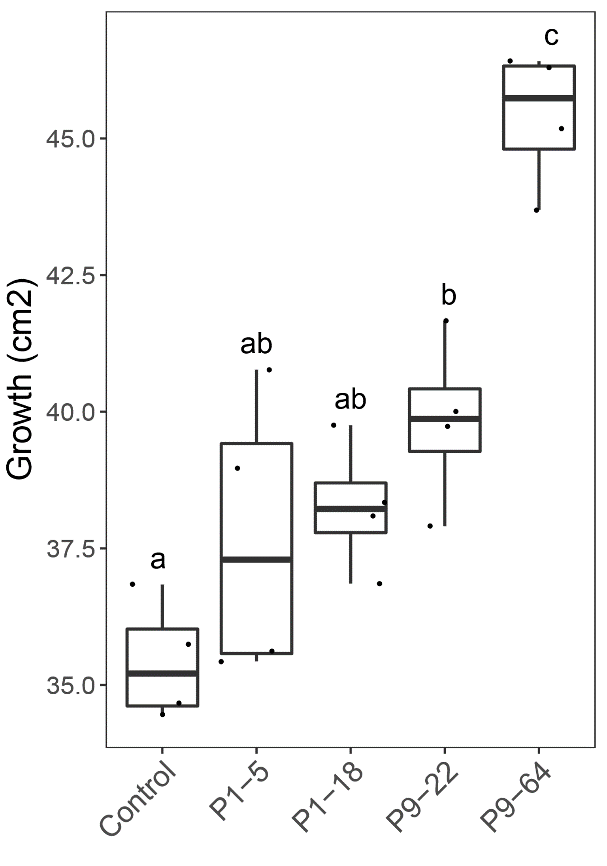 c
45.0
42.5
b
ab
ab
40.0
Growth (cm2)
37.5
a
35.0
Control
P1−5
P1−18
P9−22
P9−64